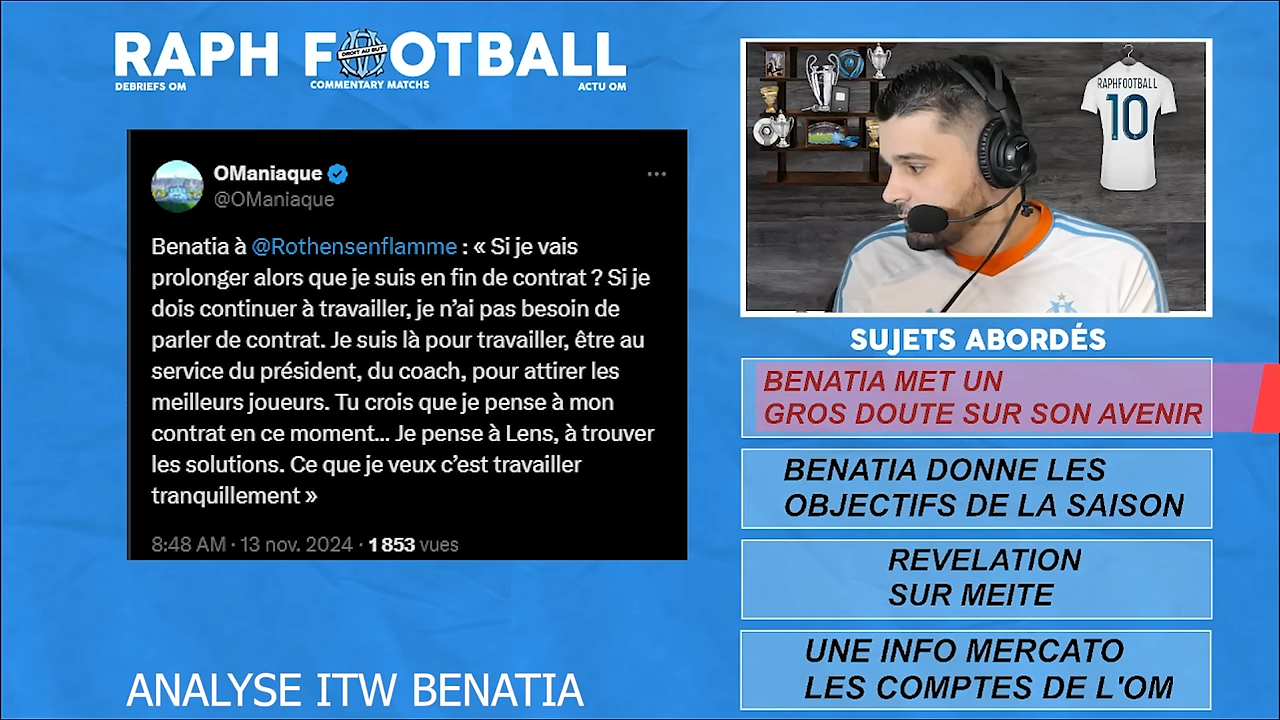 RAPH FOOTBALL
DROIT AU BUT
DEBRIEFS OM
COMMENTARY MATCHS
ACTU OM
OManiaque
@OManiaque
Benatia à @Rothensenflamme : « Si je vais
prolonger alors que je suis en fin de contrat ? Si je
dois continuer à travailler, je n’ai pas besoin de
parler de contrat. Je suis là pour travailler, être au
service du président, du coach, pour attirer les
meilleurs joueurs. Tu crois que je pense à mon
contrat en ce moment... Je pense à Lens, à trouver
les solutions. Ce que je veux c’est travailler
tranquillement »
8:48 AM · 13 nov. 2024 · 1 853 vues
ANALYSE ITW BENATIA
RAPHFOOTBALL
10
SUJETS ABORDÉS
BENATIA MET UN
GROS DOUTE SUR SON AVENIR
BENATIA DONNE LES
OBJECTIFS DE LA SAISON
REVELATION
SUR MEITE
UNE INFO MERCATO
LES COMPTES DE L'OM